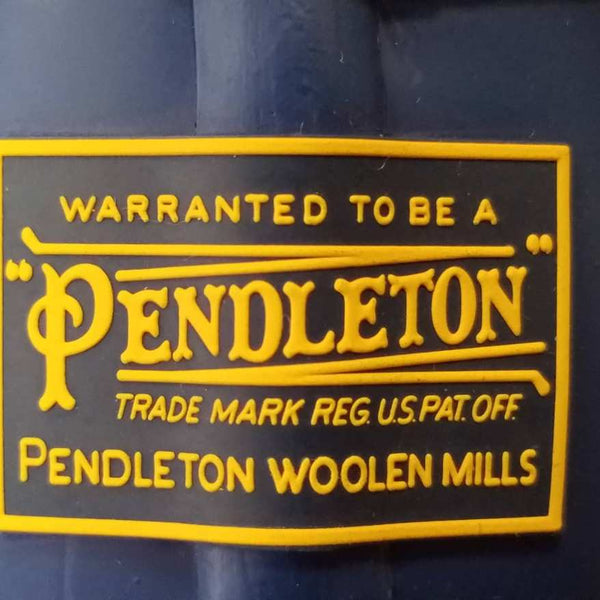 WARRANTED TO BE A
"PENDLETON"
TRADE MARK REG. U.S. PAT. OFF.
PENDLETON WOOLEN MILLS